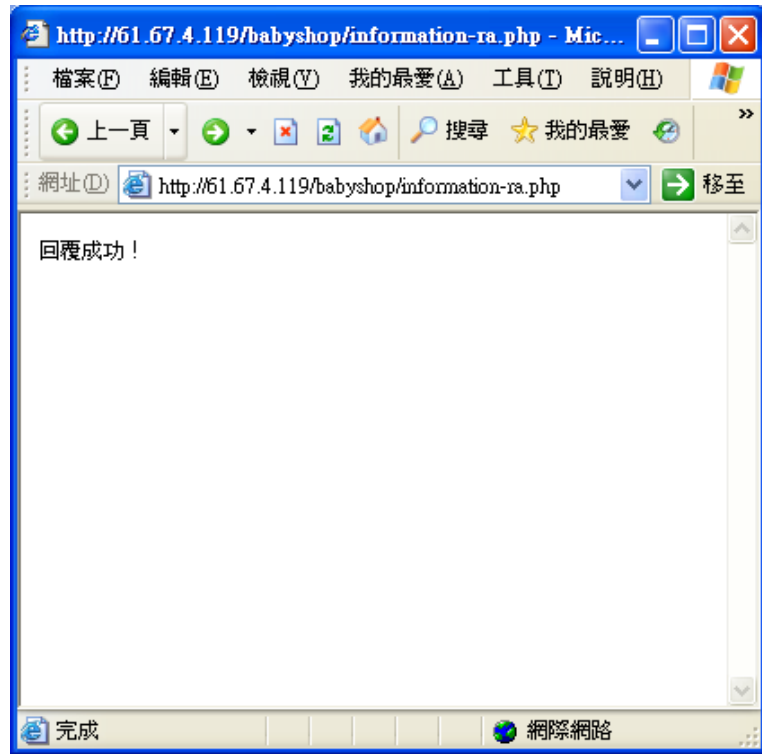 http://61.67.4.119/babyshop/information-ra.php - Mic...
檔案(F) 編輯(E) 檢視(V) 我的最愛(A) 工具(T) 說明(H)
上一頁 搜尋 我的最愛 »
網址(D) http://61.67.4.119/babyshop/information-ra.php 移至
回覆成功！
完成 網際網路